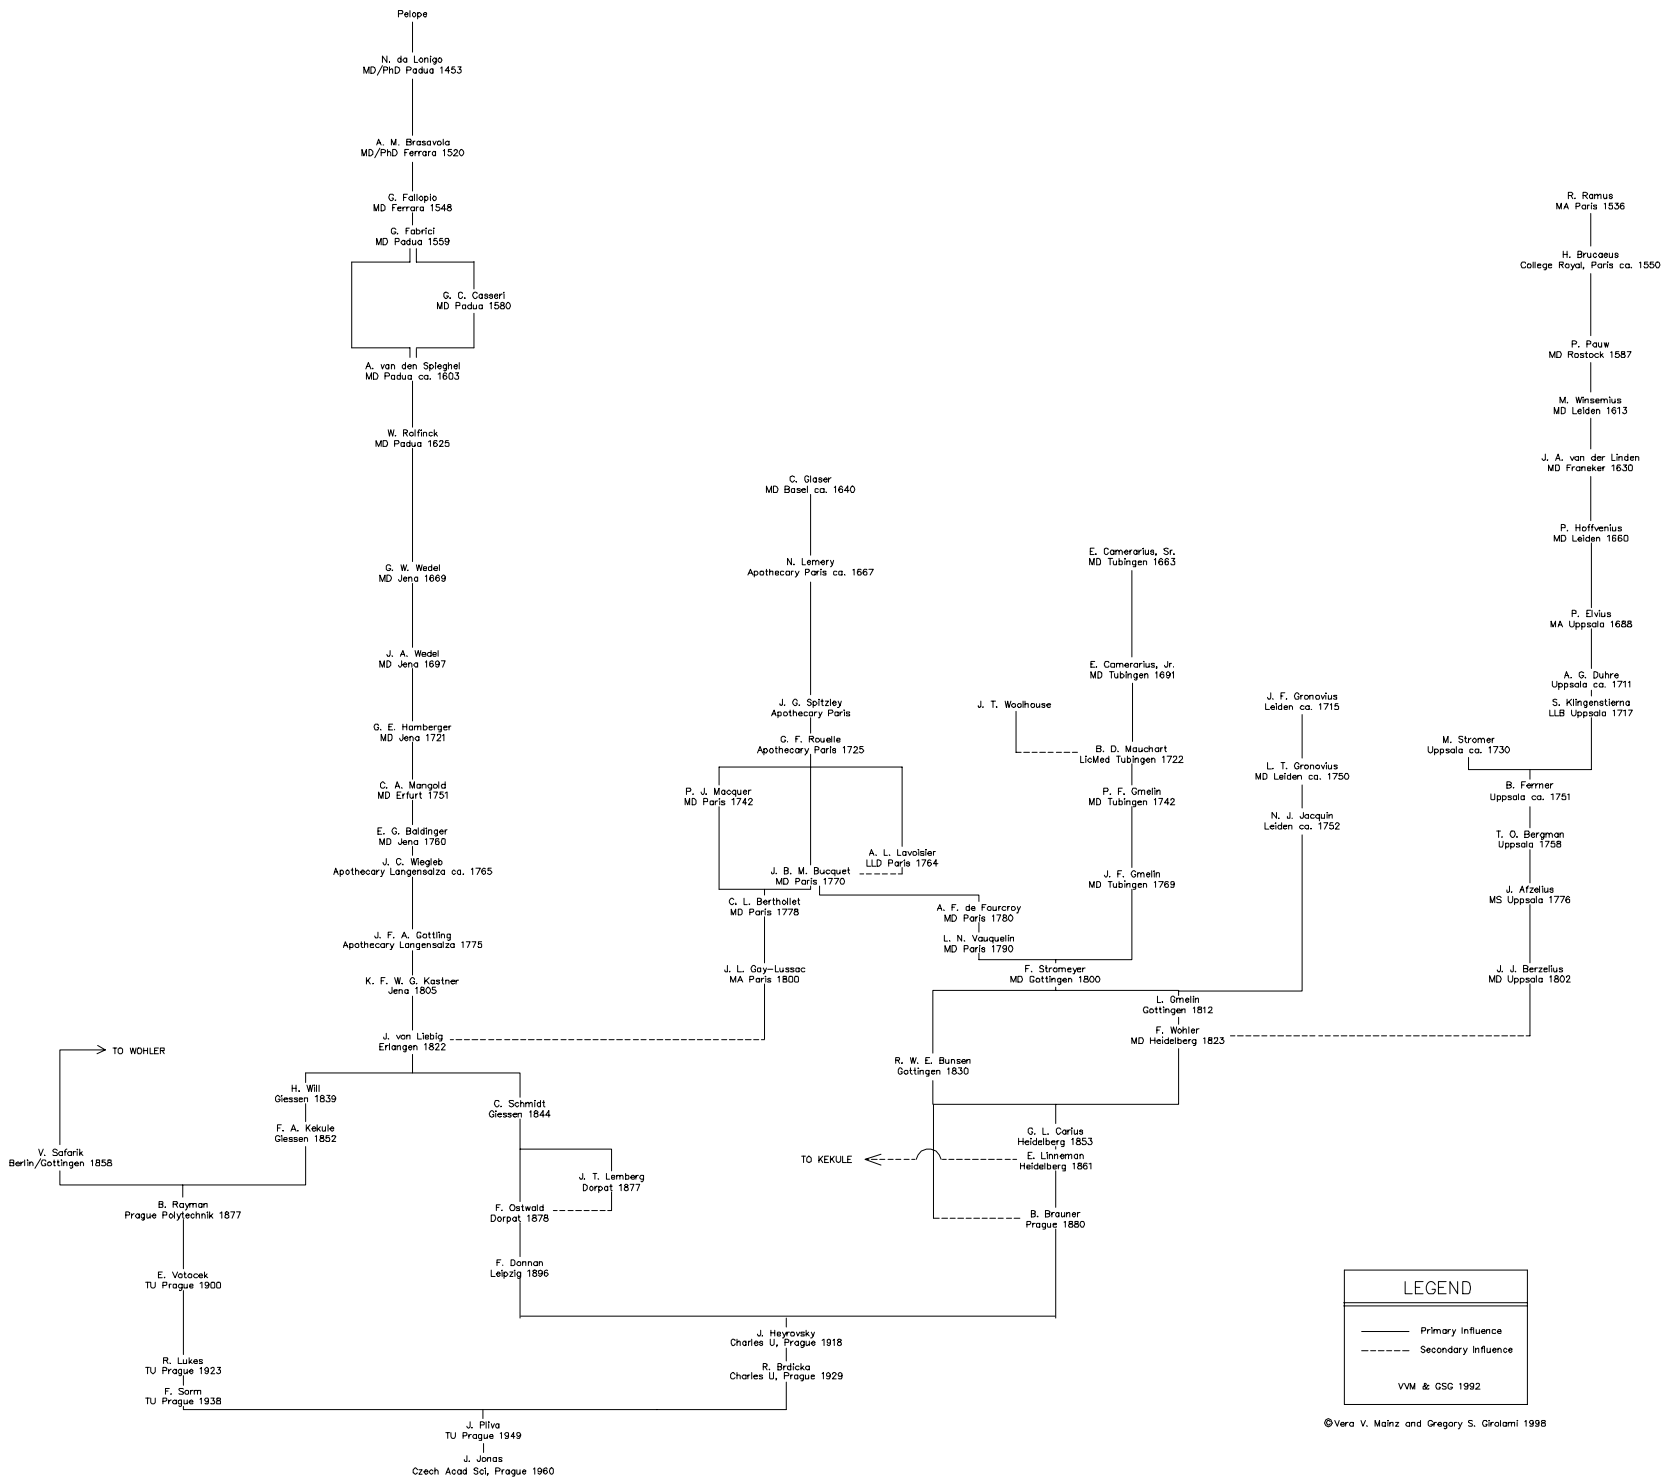 Pelope
N. da Lonigo
MD/PhD Padua 1453
A. M. Brasavola
MD/PhD Ferrara 1520
G. Fallopio
MD Ferrara 1548
G. Fabrici
MD Padua 1559
G. C. Casseri
MD Padua 1580
A. van den Spieghel
MD Padua ca. 1603
W. Rolfinck
MD Padua 1625
G. W. Wedel
MD Jena 1669
J. A. Wedel
MD Jena 1697
G. E. Hamberger
MD Jena 1721
C. A. Mangold
MD Erfurt 1751
E. G. Baldinger
MD Jena 1760
J. C. Wiegleb
Apothecary Langensalza ca. 1765
J. F. A. Gottling
Apothecary Langensalza 1775
K. F. W. G. Kastner
Jena 1805
J. von Liebig
Erlangen 1822
TO WOHLER
H. Will
Giessen 1839
F. A. Kekule
Giessen 1852
V. Safarik
Berlin/Gottingen 1858
B. Rayman
Prague Polytechnik 1877
E. Votocek
TU Prague 1900
R. Lukes
TU Prague 1923
F. Sorm
TU Prague 1938
C. Schmidt
Giessen 1844
J. T. Lemberg
Dorpat 1877
F. Ostwald
Dorpat 1878
F. Donnan
Leipzig 1896
C. Glaser
MD Basel ca. 1640
N. Lemery
Apothecary Paris ca. 1667
J. G. Spitzley
Apothecary Paris
G. F. Rouelle
Apothecary Paris 1725
P. J. Macquer
MD Paris 1742
A. L. Lavoisier
LLD Paris 1764
J. B. M. Bucquet
MD Paris 1770
C. L. Berthollet
MD Paris 1778
J. L. Gay-Lussac
MA Paris 1800
A. F. de Fourcroy
MD Paris 1780
L. N. Vauquelin
MD Paris 1790
E. Camerarius, Sr.
MD Tubingen 1663
E. Camerarius, Jr.
MD Tubingen 1691
J. T. Woolhouse
B. D. Mauchart
LicMed Tubingen 1722
P. F. Gmelin
MD Tubingen 1742
J. F. Gmelin
MD Tubingen 1769
F. Stromeyer
MD Gottingen 1800
J. F. Gronovius
Leiden ca. 1715
L. T. Gronovius
MD Leiden ca. 1750
N. J. Jacquin
Leiden ca. 1752
L. Gmelin
Gottingen 1812
F. Wohler
MD Heidelberg 1823
R. W. E. Bunsen
Gottingen 1830
G. L. Carius
Heidelberg 1853
TO KEKULE
E. Linneman
Heidelberg 1861
B. Brauner
Prague 1880
R. Ramus
MA Paris 1536
H. Brucaeus
College Royal, Paris ca. 1550
P. Pauw
MD Rostock 1587
M. Winsemius
MD Leiden 1613
J. A. van der Linden
MD Franeker 1630
P. Hoffvenius
MD Leiden 1660
P. Elvius
MA Uppsala 1688
A. G. Duhre
Uppsala ca. 1711
S. Klingenstierna
LLB Uppsala 1717
M. Stromer
Uppsala ca. 1730
B. Ferrner
Uppsala ca. 1751
T. O. Bergman
Uppsala 1758
J. Afzelius
MS Uppsala 1776
J. J. Berzelius
MD Uppsala 1802
J. Heyrovsky
Charles U, Prague 1918
R. Brdicka
Charles U, Prague 1929
J. Pliva
TU Prague 1949
J. Jonas
Czech Acad Sci, Prague 1960
LEGEND
Primary Influence
Secondary Influence
VVM & GSG 1992
©Vera V. Mainz and Gregory S. Girolami 1998